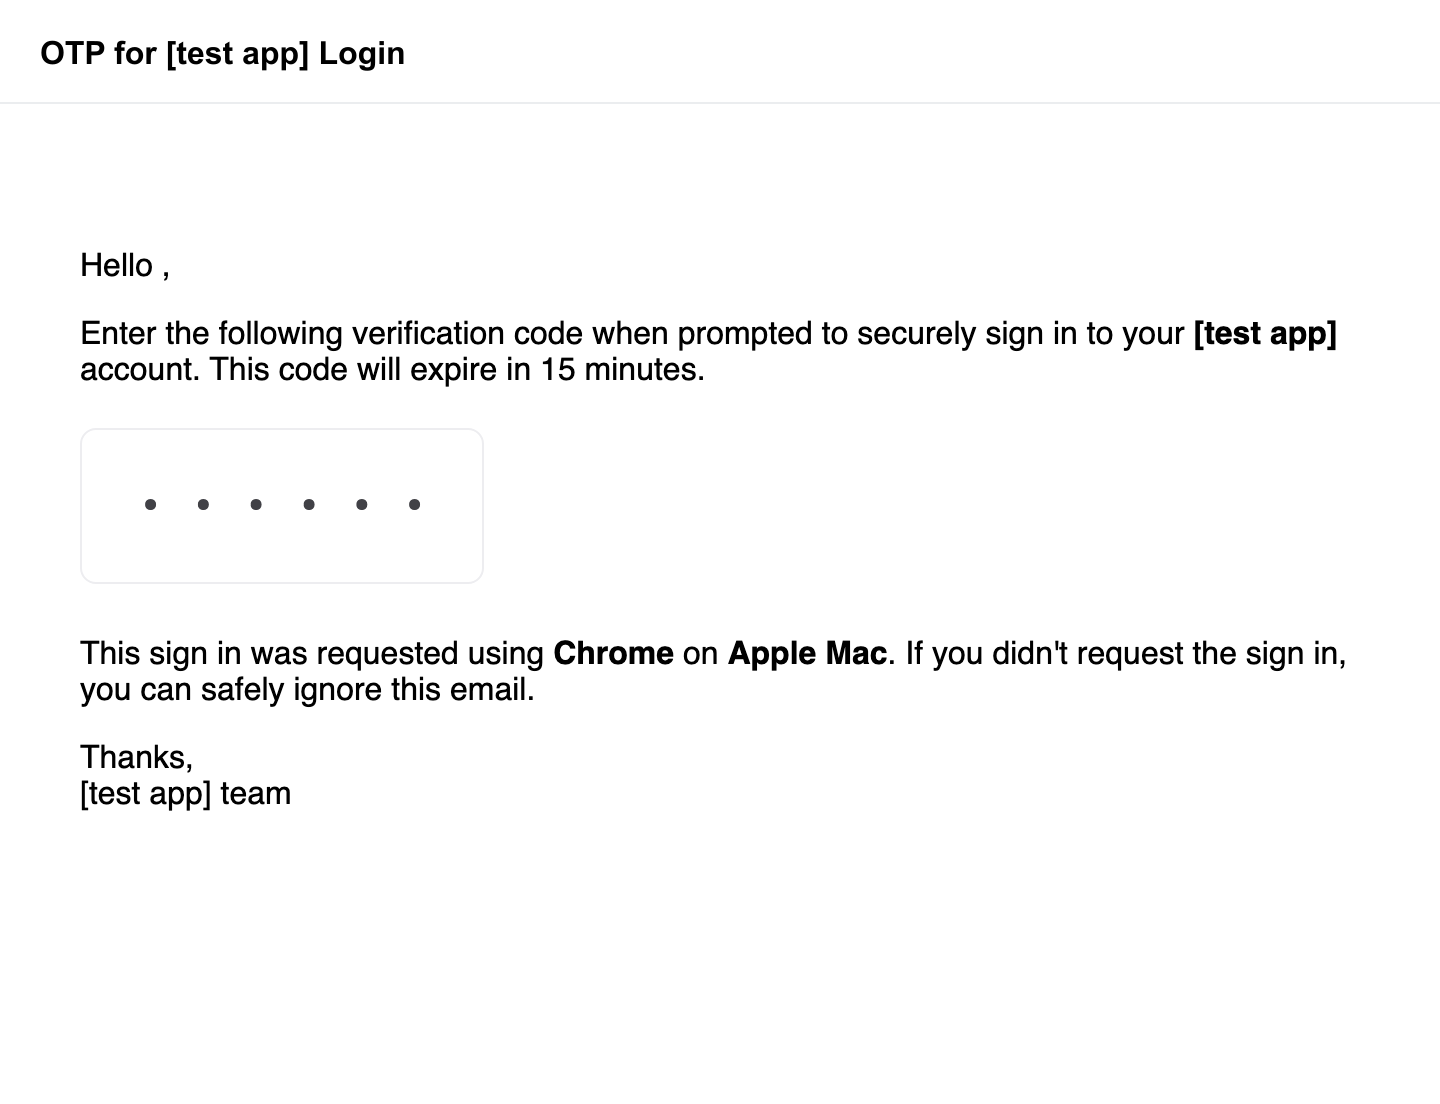 OTP for [test app] Login
Hello ,
Enter the following verification code when prompted to securely sign in to your [test app]
account. This code will expire in 15 minutes.
• • • • • •
This sign in was requested using Chrome on Apple Mac. If you didn't request the sign in,
you can safely ignore this email.
Thanks,
[test app] team